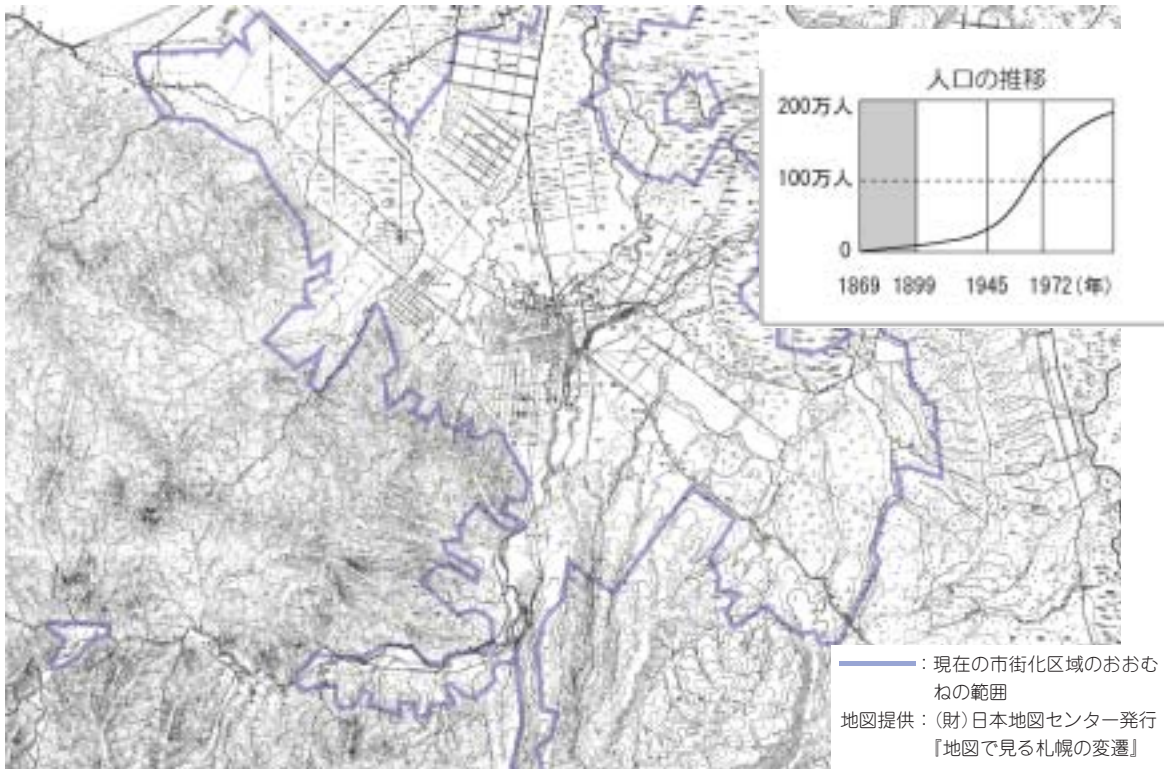 人口の推移
200万人
100万人
0
1869 1899 1945 1972(年)
:現在の市街化区域のおおむ
ねの範囲
地図提供:(財)日本地図センター発行
『地図で見る札幌の変遷』